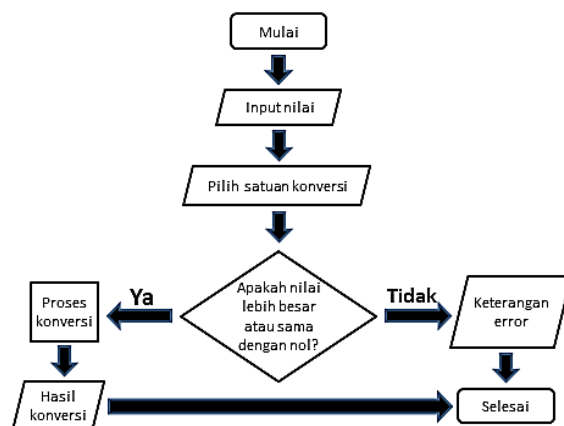 Mulai
Input nilai
Pilih satuan konversi
Apakah nilai
lebih besar
atau sama
dengan nol?
Ya
Tidak
Proses
konversi
Keterangan
error
Hasil
konversi
Selesai